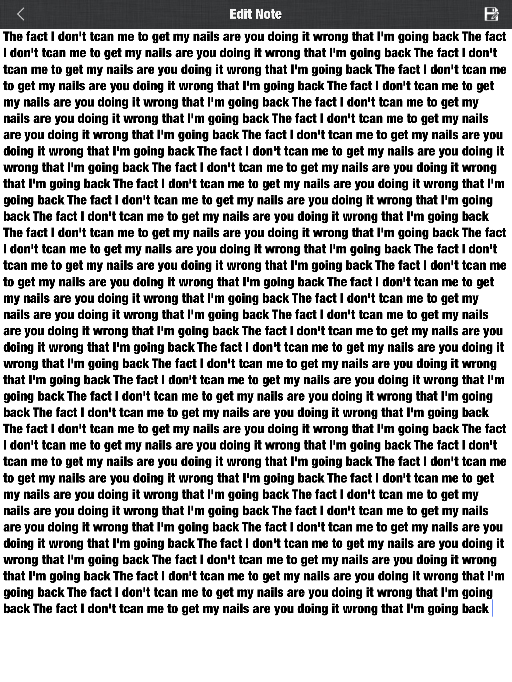 Edit Note
The fact I don't tcan me to get my nails are you doing it wrong that I'm going back The fact
I don't tcan me to get my nails are you doing it wrong that I'm going back The fact I don't
tcan me to get my nails are you doing it wrong that I'm going back The fact I don't tcan me
to get my nails are you doing it wrong that I'm going back The fact I don't tcan me to get
my nails are you doing it wrong that I'm going back The fact I don't tcan me to get my
nails are you doing it wrong that I'm going back The fact I don't tcan me to get my nails
are you doing it wrong that I'm going back The fact I don't tcan me to get my nails are you
doing it wrong that I'm going back The fact I don't tcan me to get my nails are you doing it
wrong that I'm going back The fact I don't tcan me to get my nails are you doing it wrong
that I'm going back The fact I don't tcan me to get my nails are you doing it wrong that I'm
going back The fact I don't tcan me to get my nails are you doing it wrong that I'm going
back The fact I don't tcan me to get my nails are you doing it wrong that I'm going back
The fact I don't tcan me to get my nails are you doing it wrong that I'm going back The fact
I don't tcan me to get my nails are you doing it wrong that I'm going back The fact I don't
tcan me to get my nails are you doing it wrong that I'm going back The fact I don't tcan me
to get my nails are you doing it wrong that I'm going back The fact I don't tcan me to get
my nails are you doing it wrong that I'm going back The fact I don't tcan me to get my
nails are you doing it wrong that I'm going back The fact I don't tcan me to get my nails
are you doing it wrong that I'm going back The fact I don't tcan me to get my nails are you
doing it wrong that I'm going back The fact I don't tcan me to get my nails are you doing it
wrong that I'm going back The fact I don't tcan me to get my nails are you doing it wrong
that I'm going back The fact I don't tcan me to get my nails are you doing it wrong that I'm
going back The fact I don't tcan me to get my nails are you doing it wrong that I'm going
back The fact I don't tcan me to get my nails are you doing it wrong that I'm going back
The fact I don't tcan me to get my nails are you doing it wrong that I'm going back The fact
I don't tcan me to get my nails are you doing it wrong that I'm going back The fact I don't
tcan me to get my nails are you doing it wrong that I'm going back The fact I don't tcan me
to get my nails are you doing it wrong that I'm going back The fact I don't tcan me to get
my nails are you doing it wrong that I'm going back The fact I don't tcan me to get my
nails are you doing it wrong that I'm going back The fact I don't tcan me to get my nails
are you doing it wrong that I'm going back The fact I don't tcan me to get my nails are you
doing it wrong that I'm going back The fact I don't tcan me to get my nails are you doing it
wrong that I'm going back The fact I don't tcan me to get my nails are you doing it wrong
that I'm going back The fact I don't tcan me to get my nails are you doing it wrong that I'm
going back The fact I don't tcan me to get my nails are you doing it wrong that I'm going
back The fact I don't tcan me to get my nails are you doing it wrong that I'm going back